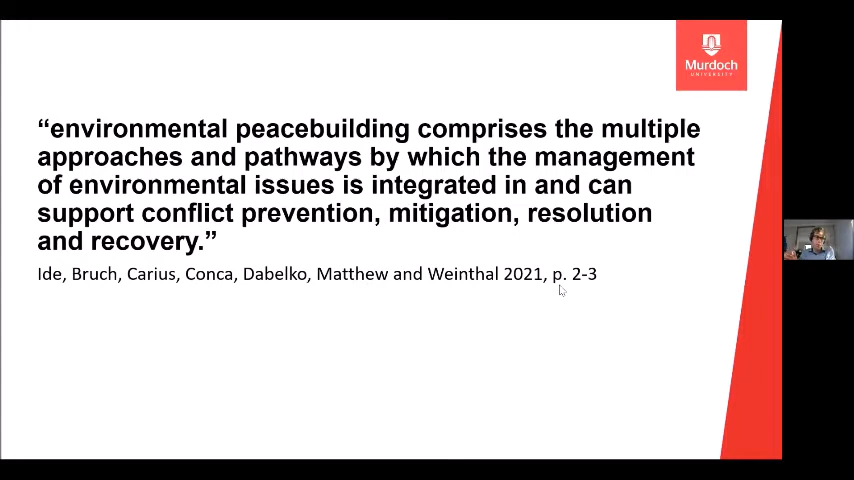 Murdoch
UNIVERSITY
“environmental peacebuilding comprises the multiple
approaches and pathways by which the management
of environmental issues is integrated in and can
support conflict prevention, mitigation, resolution
and recovery.”
Ide, Bruch, Carius, Conca, Dabelko, Matthew and Weinthal 2021, p. 2-3